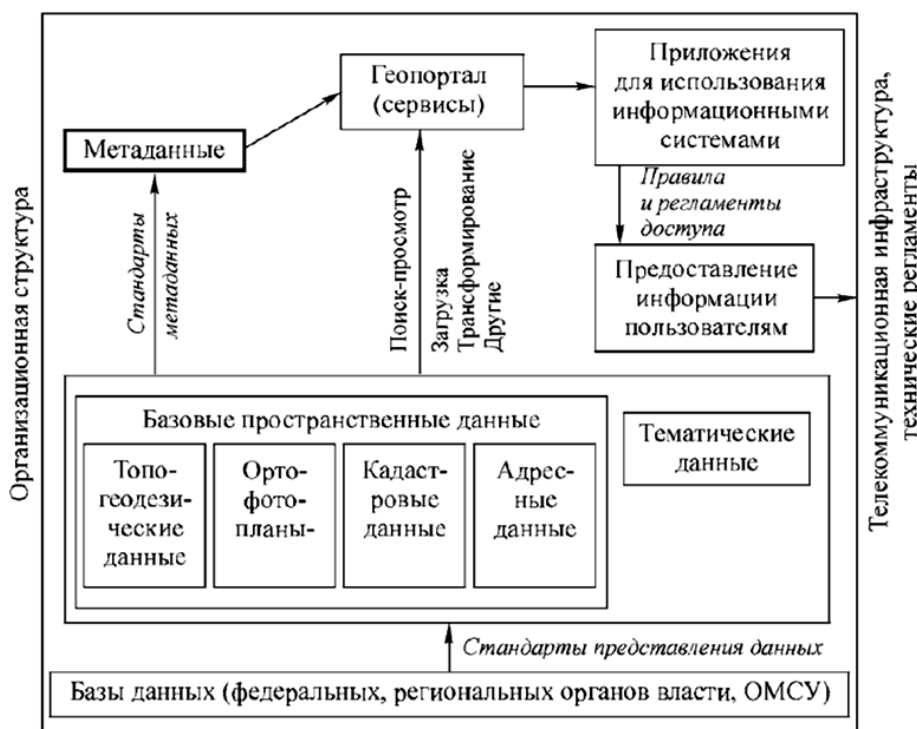 Организационная структура
Приложения
для использования
информационными
системами
Геопортал
(сервисы)
Метаданные
Стандарты
метаданных
Поиск-просмотр
Загрузка
Трансформирование
Другие
Правила
и регламенты
доступа
Предоставление
информации
пользователям
Телекоммуникационная инфраструктура,
технические регламенты
Базовые пространственные данные
Топо-
геодези-
ческие
данные
Орто-
фото-
планы-
Кадаст-
ровые
данные
Адрес-
ные
данные
Тематические
данные
Стандарты представления данных
Базы данных (федеральных, региональных органов власти, ОМСУ)